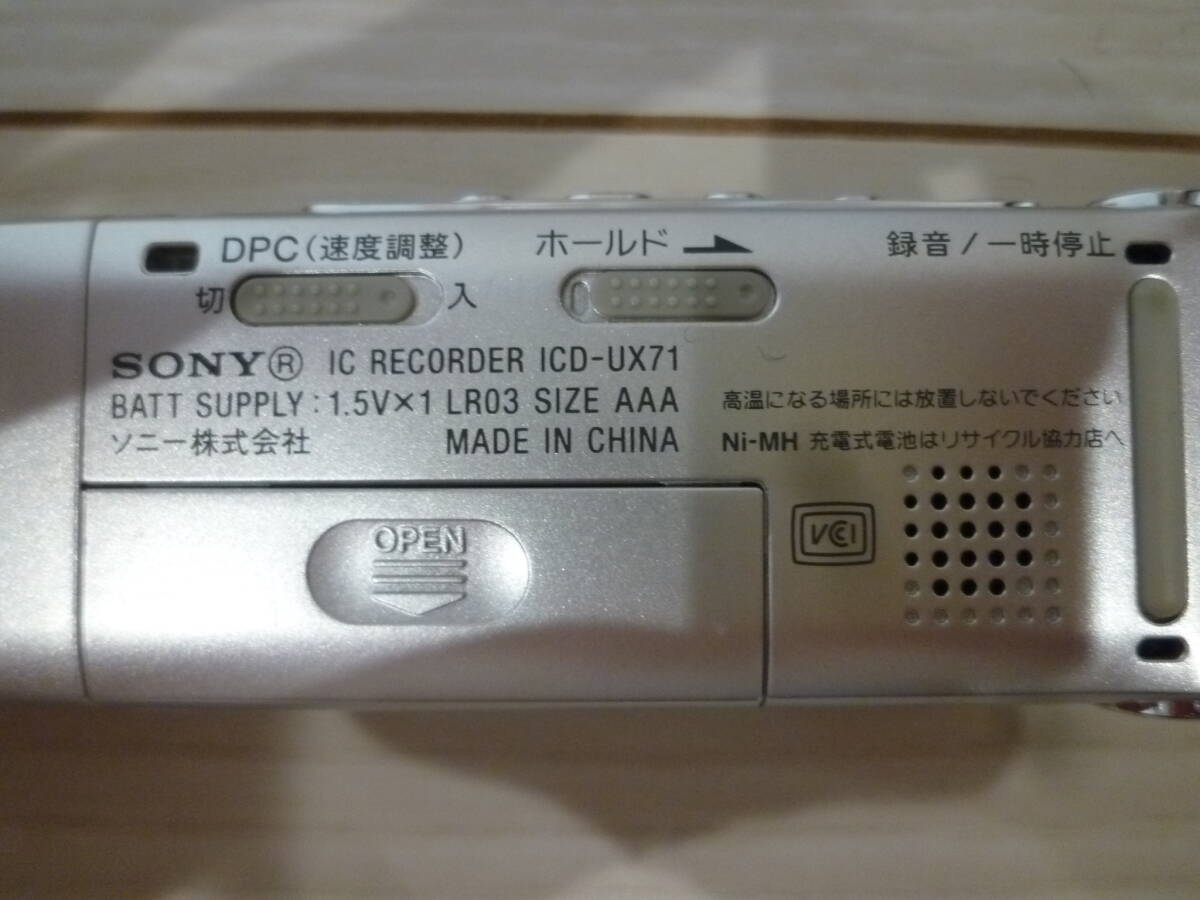 DPC(速度調整)
ホールド
録音/一時停止
切
入
SONY® IC RECORDER ICD-UX71
BATT SUPPLY:1.5V×1 LR03 SIZE AAA
高温になる場所には放置しないでください
ソニー株式会社 MADE IN CHINA
Ni-MH 充電式電池はリサイクル協力店へ
OPEN
VCCI